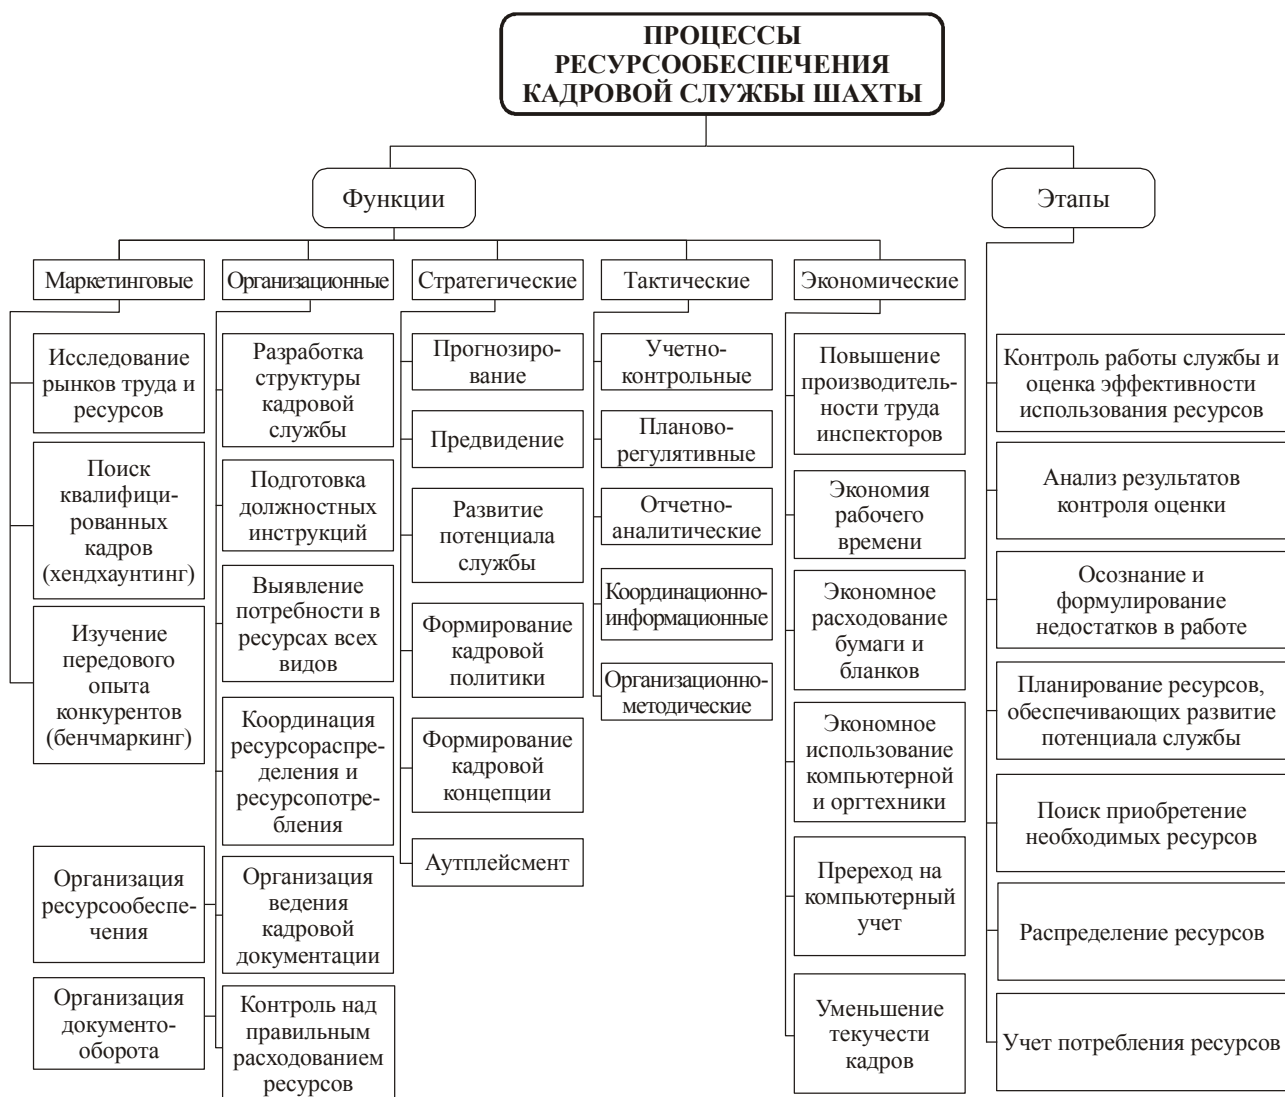 ПРОЦЕССЫ
РЕСУРСООБЕСПЕЧЕНИЯ
КАДРОВОЙ СЛУЖБЫ ШАХТЫ
Функции
Этапы
Маркетинговые
Организационные
Стратегические
Тактические
Экономические
Исследование
рынков труда и
ресурсов
Поиск
квалифици-
рованных
кадров
(хендхаунтинг)
Изучение
передового
опыта
конкурентов
(бенчмаркинг)
Разработка
структуры
кадровой
службы
Подготовка
должностных
инструкций
Выявление
потребности в
ресурсах всех
видов
Координация
ресурсораспре-
деления и
ресурсопотре-
бления
Организация
ресурсообеспе-
чения
Организация
ведения
кадровой
документации
Организация
документо-
оборота
Контроль над
правильным
расходованием
ресурсов
Прогнозиро-
вание
Предвидение
Развитие
потенциала
службы
Формирование
кадровой
политики
Формирование
кадровой
концепции
Аутплейсмент
Учетно-
контрольные
Планово-
регулятивные
Отчетно-
аналитические
Координационно-
информационные
Организационно-
методические
Повышение
производитель-
ности труда
инспекторов
Экономия
рабочего
времени
Экономное
расходование
бумаги и
бланков
Экономное
использование
компьютерной
и оргтехники
Пререход на
компьютерный
учет
Уменьшение
текучести
кадров
Контроль работы службы и
оценка эффективности
использования ресурсов
Анализ результатов
контроля оценки
Осознание и
формулирование
недостатков в работе
Планирование ресурсов,
обеспечивающих развитие
потенциала службы
Поиск приобретение
необходимых ресурсов
Распределение ресурсов
Учет потребления ресурсов